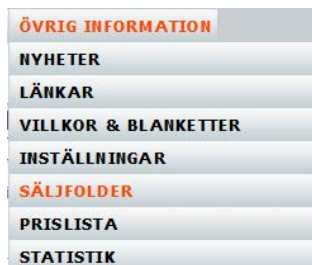 ÖVRIG INFORMATION
NYHETER
LÄNKAR
VILLKOR & BLANKETTER
INSTÄLLNINGAR
SÄLJFOLDER
PRISLISTA
STATISTIK